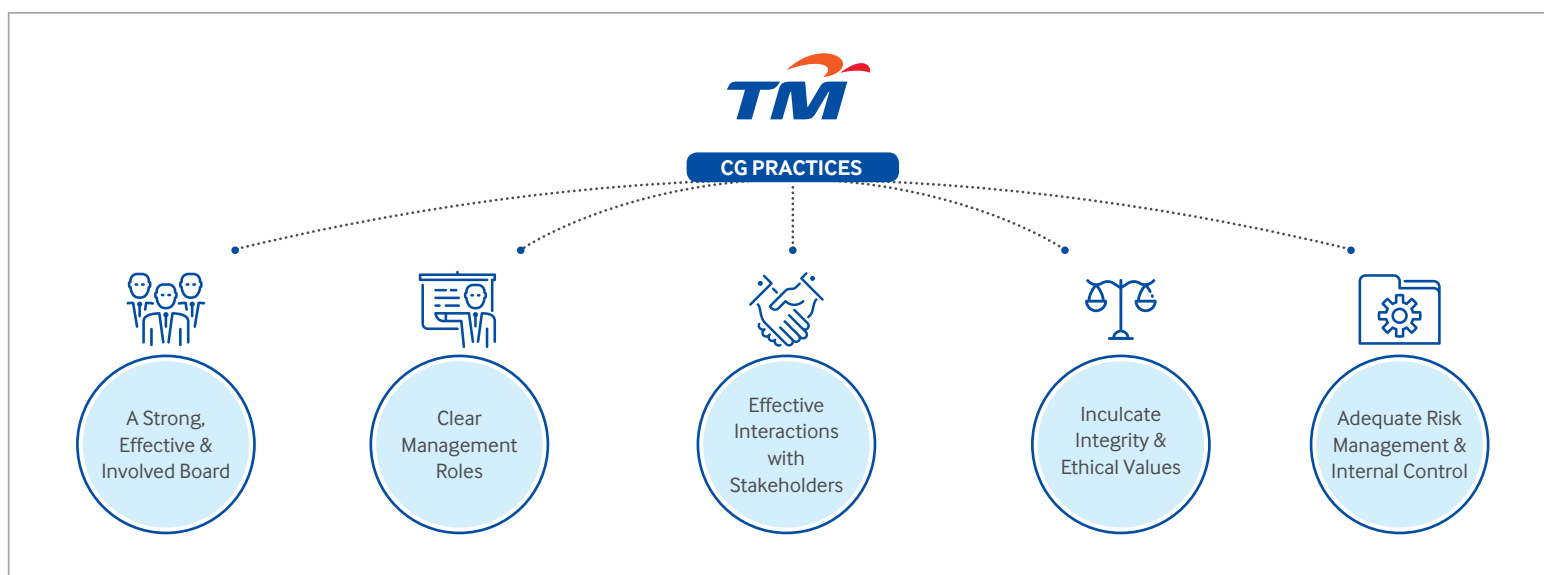 TM
CG PRACTICES
A Strong,
Effective &
Involved Board
Clear
Management
Roles
Effective
Interactions
with
Stakeholders
Inculcate
Integrity &
Ethical Values
Adequate Risk
Management &
Internal Control